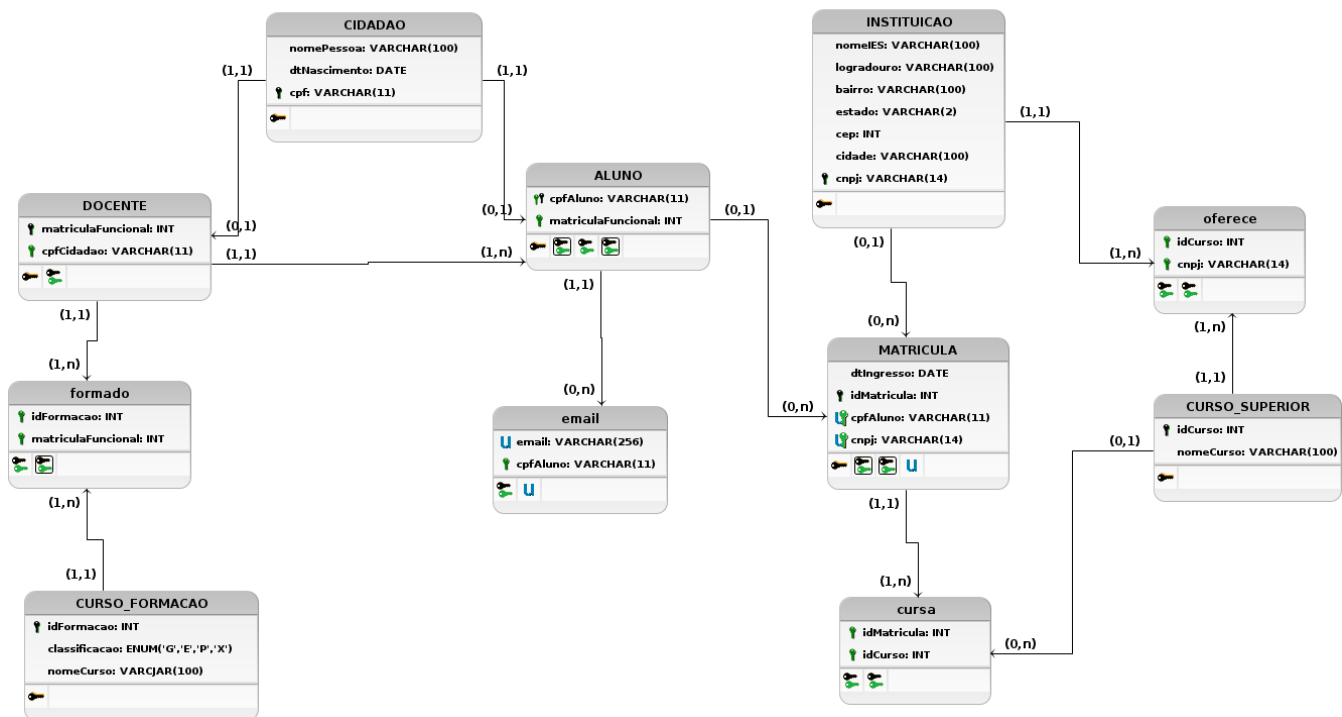 CIDADAO
nomePessoa: VARCHAR(100)
dtNascimento: DATE
cpf: VARCHAR(11)
(1,1)
(1,1)
INSTITUICAO
nomeIES: VARCHAR(100)
logradouro: VARCHAR(100)
bairro: VARCHAR(100)
estado: VARCHAR(2)
cep: INT
cidade: VARCHAR(100)
cnpj: VARCHAR(14)
(1,1)
ALUNO
cpfAluno: VARCHAR(11)
matriculaFuncional: INT
(0,1)
(0,1)
DOCENTE
matriculaFuncional: INT
cpfCidadao: VARCHAR(11)
(0,1)
(1,1)
(1,n)
(1,1)
(1,1)
(0,1)
oferece
idCurso: INT
cnpj: VARCHAR(14)
(1,n)
(1,n)
(1,n)
(0,n)
(0,n)
(0,n)
MATRICULA
dtIngresso: DATE
idMatricula: INT
u cpfAluno: VARCHAR(11)
u cnpj: VARCHAR(14)
u
formado
idFormacao: INT
matriculaFuncional: INT
(1,n)
email
u email: VARCHAR(256)
cpfAluno: VARCHAR(11)
u
(1,1)
CURSO_SUPERIOR
idCurso: INT
nomeCurso: VARCHAR(100)
(0,1)
(1,1)
(1,n)
(1,1)
CURSO_FORMACAO
idFormacao: INT
classificacao: ENUM('G','E','P','X')
nomeCurso: VARCJAR(100)
cursa
idMatricula: INT
idCurso: INT
(0,n)